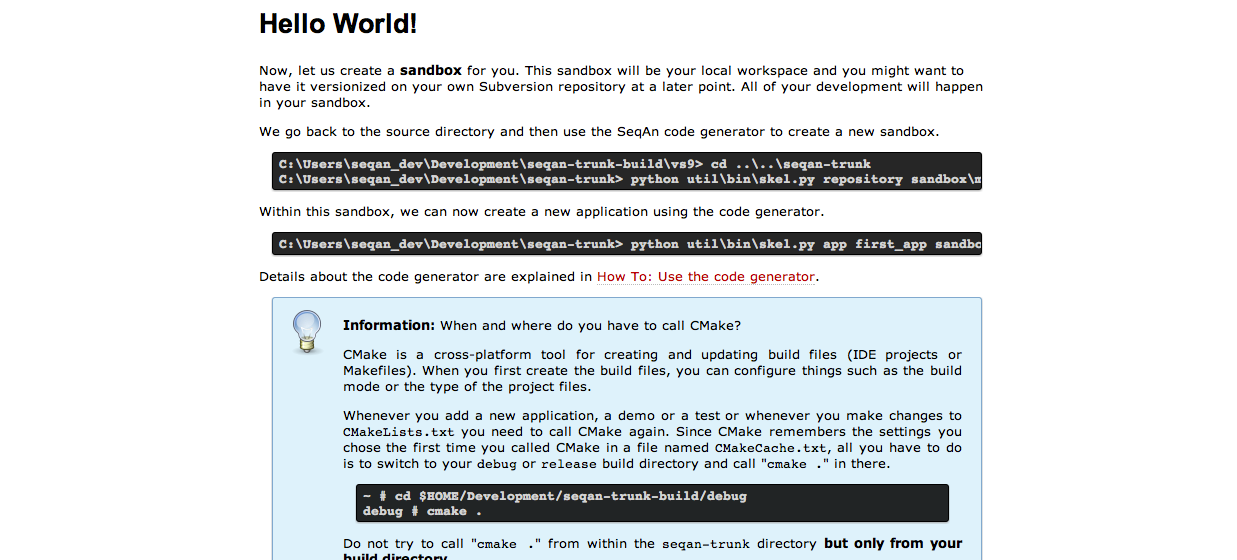 Hello World!
Now, let us create a sandbox for you. This sandbox will be your local workspace and you might want to
have it versionized on your own Subversion repository at a later point. All of your development will happen
in your sandbox.
We go back to the source directory and then use the SeqAn code generator to create a new sandbox.
C:\Users\seqan_dev\Development\seqan-trunk-build\vs9> cd ..\..\seqan-trunk
C:\Users\seqan_dev\Development\seqan-trunk> python util\bin\skel.py repository sandbox\m
Within this sandbox, we can now create a new application using the code generator.
C:\Users\seqan_dev\Development\seqan-trunk> python util\bin\skel.py app first_app sandbo
Details about the code generator are explained in How To: Use the code generator.
Information: When and where do you have to call CMake?
CMake is a cross-platform tool for creating and updating build files (IDE projects or
Makefiles). When you first create the build files, you can configure things such as the build
mode or the type of the project files.
Whenever you add a new application, a demo or a test or whenever you make changes to
CMakeLists.txt you need to call CMake again. Since CMake remembers the settings you
chose the first time you called CMake in a file named CMakeCache.txt, all you have to do
is to switch to your debug or release build directory and call "cmake ." in there.
~ # cd $HOME/Development/seqan-trunk-build/debug
debug # cmake .
Do not try to call "cmake ." from within the seqan-trunk directory but only from your
build directory